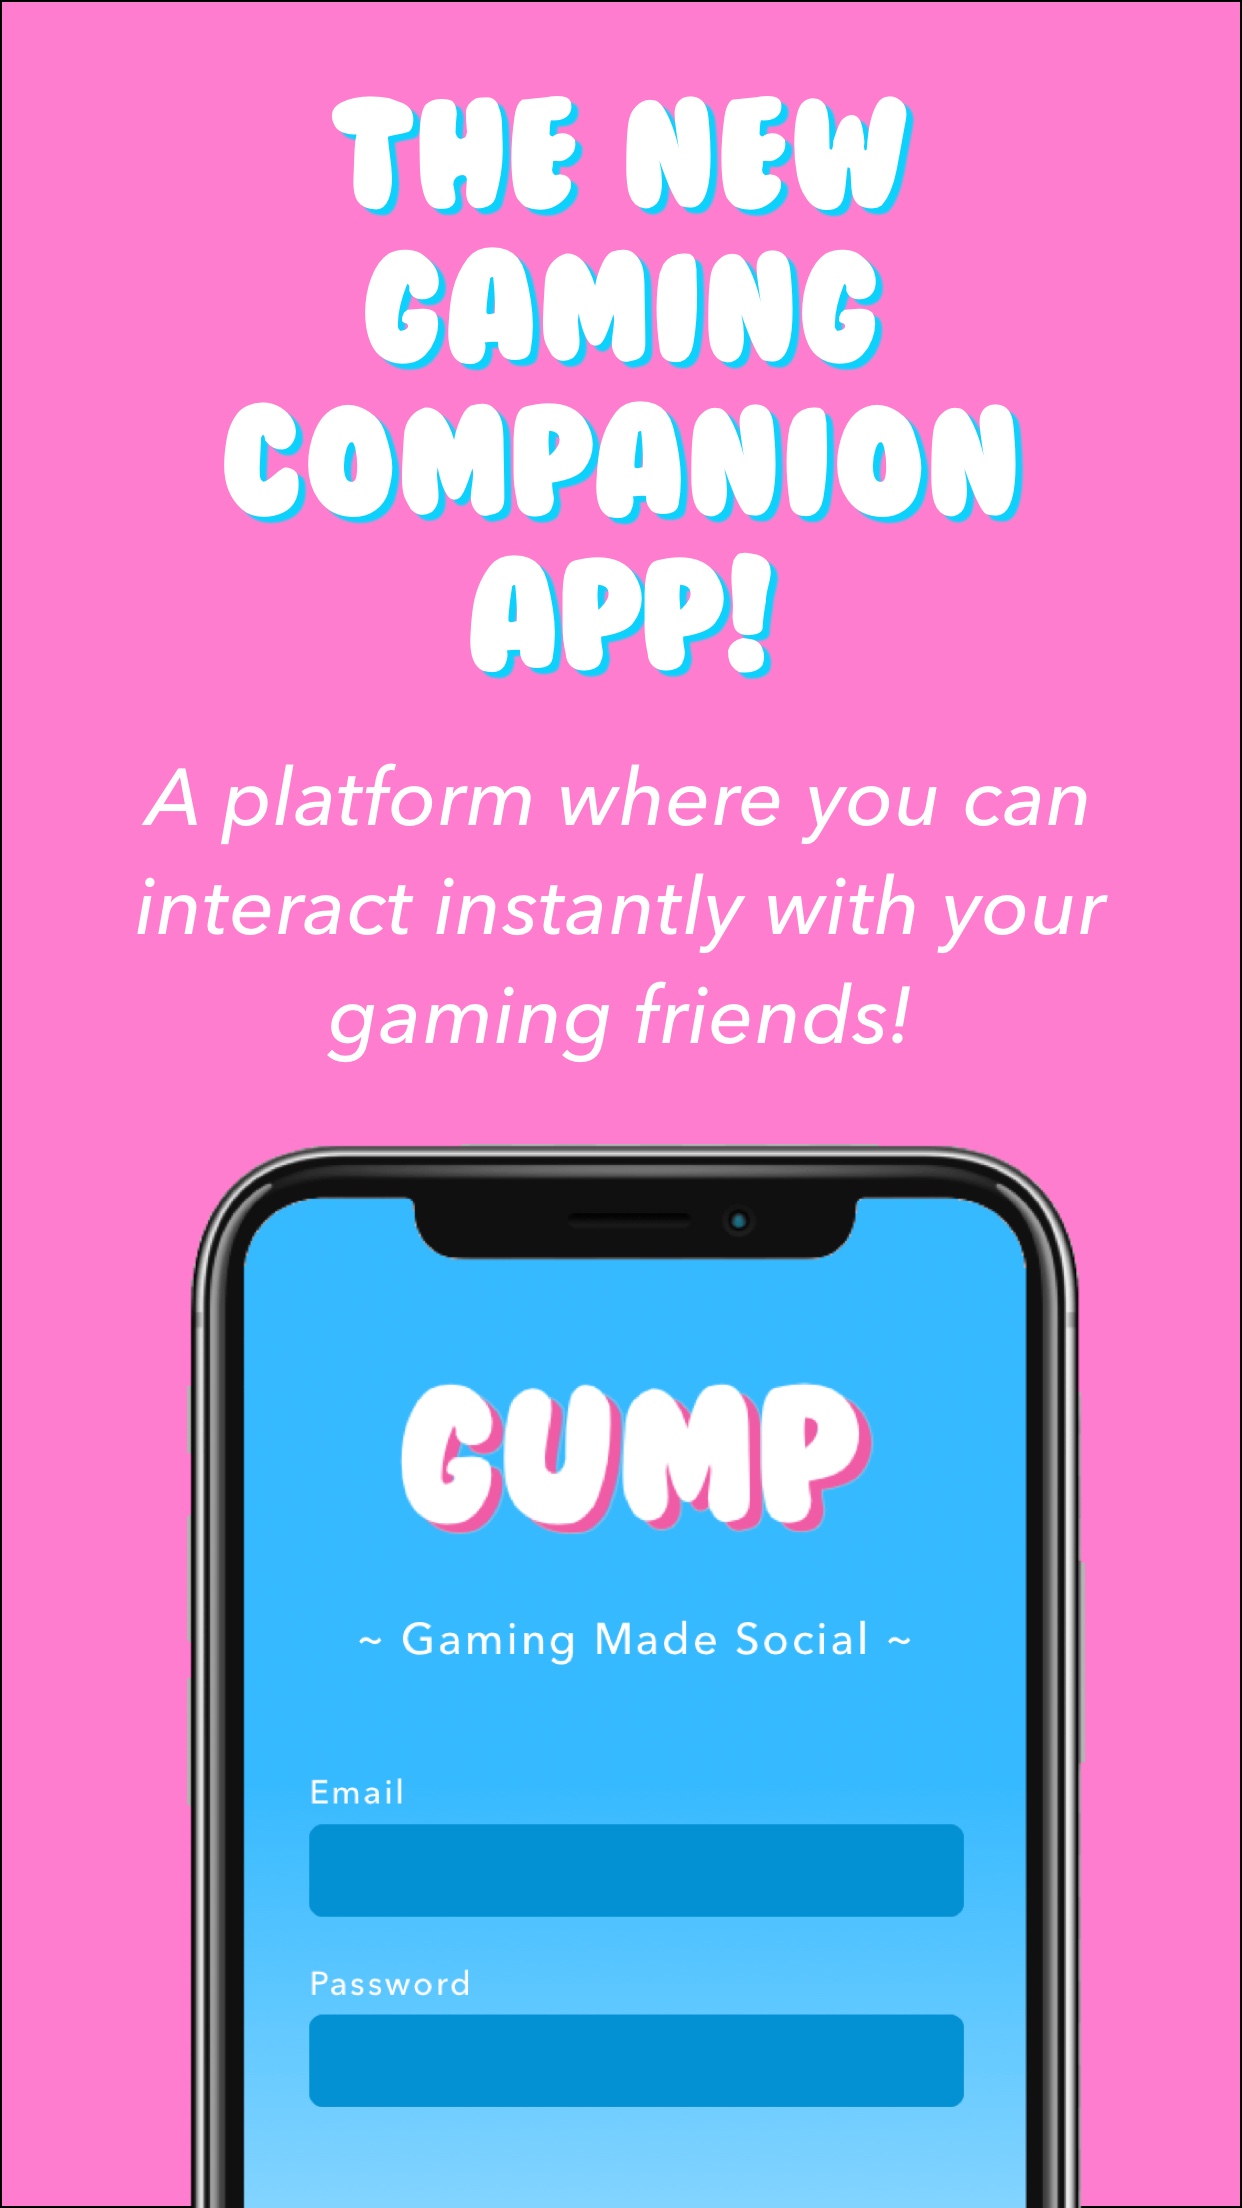 THE NEW
GAMING
COMPANION
APP!
A platform where you can
interact instantly with your
gaming friends!
GUMP
~ Gaming Made Social ~
Email
Password